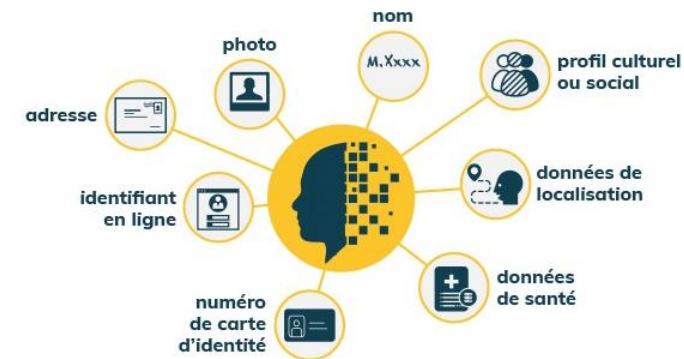 nom
M.Xxxx
photo
profil culturel
ou social
adresse
données de
localisation
identifiant
en ligne
données
de santé
numéro
de carte
d'identité